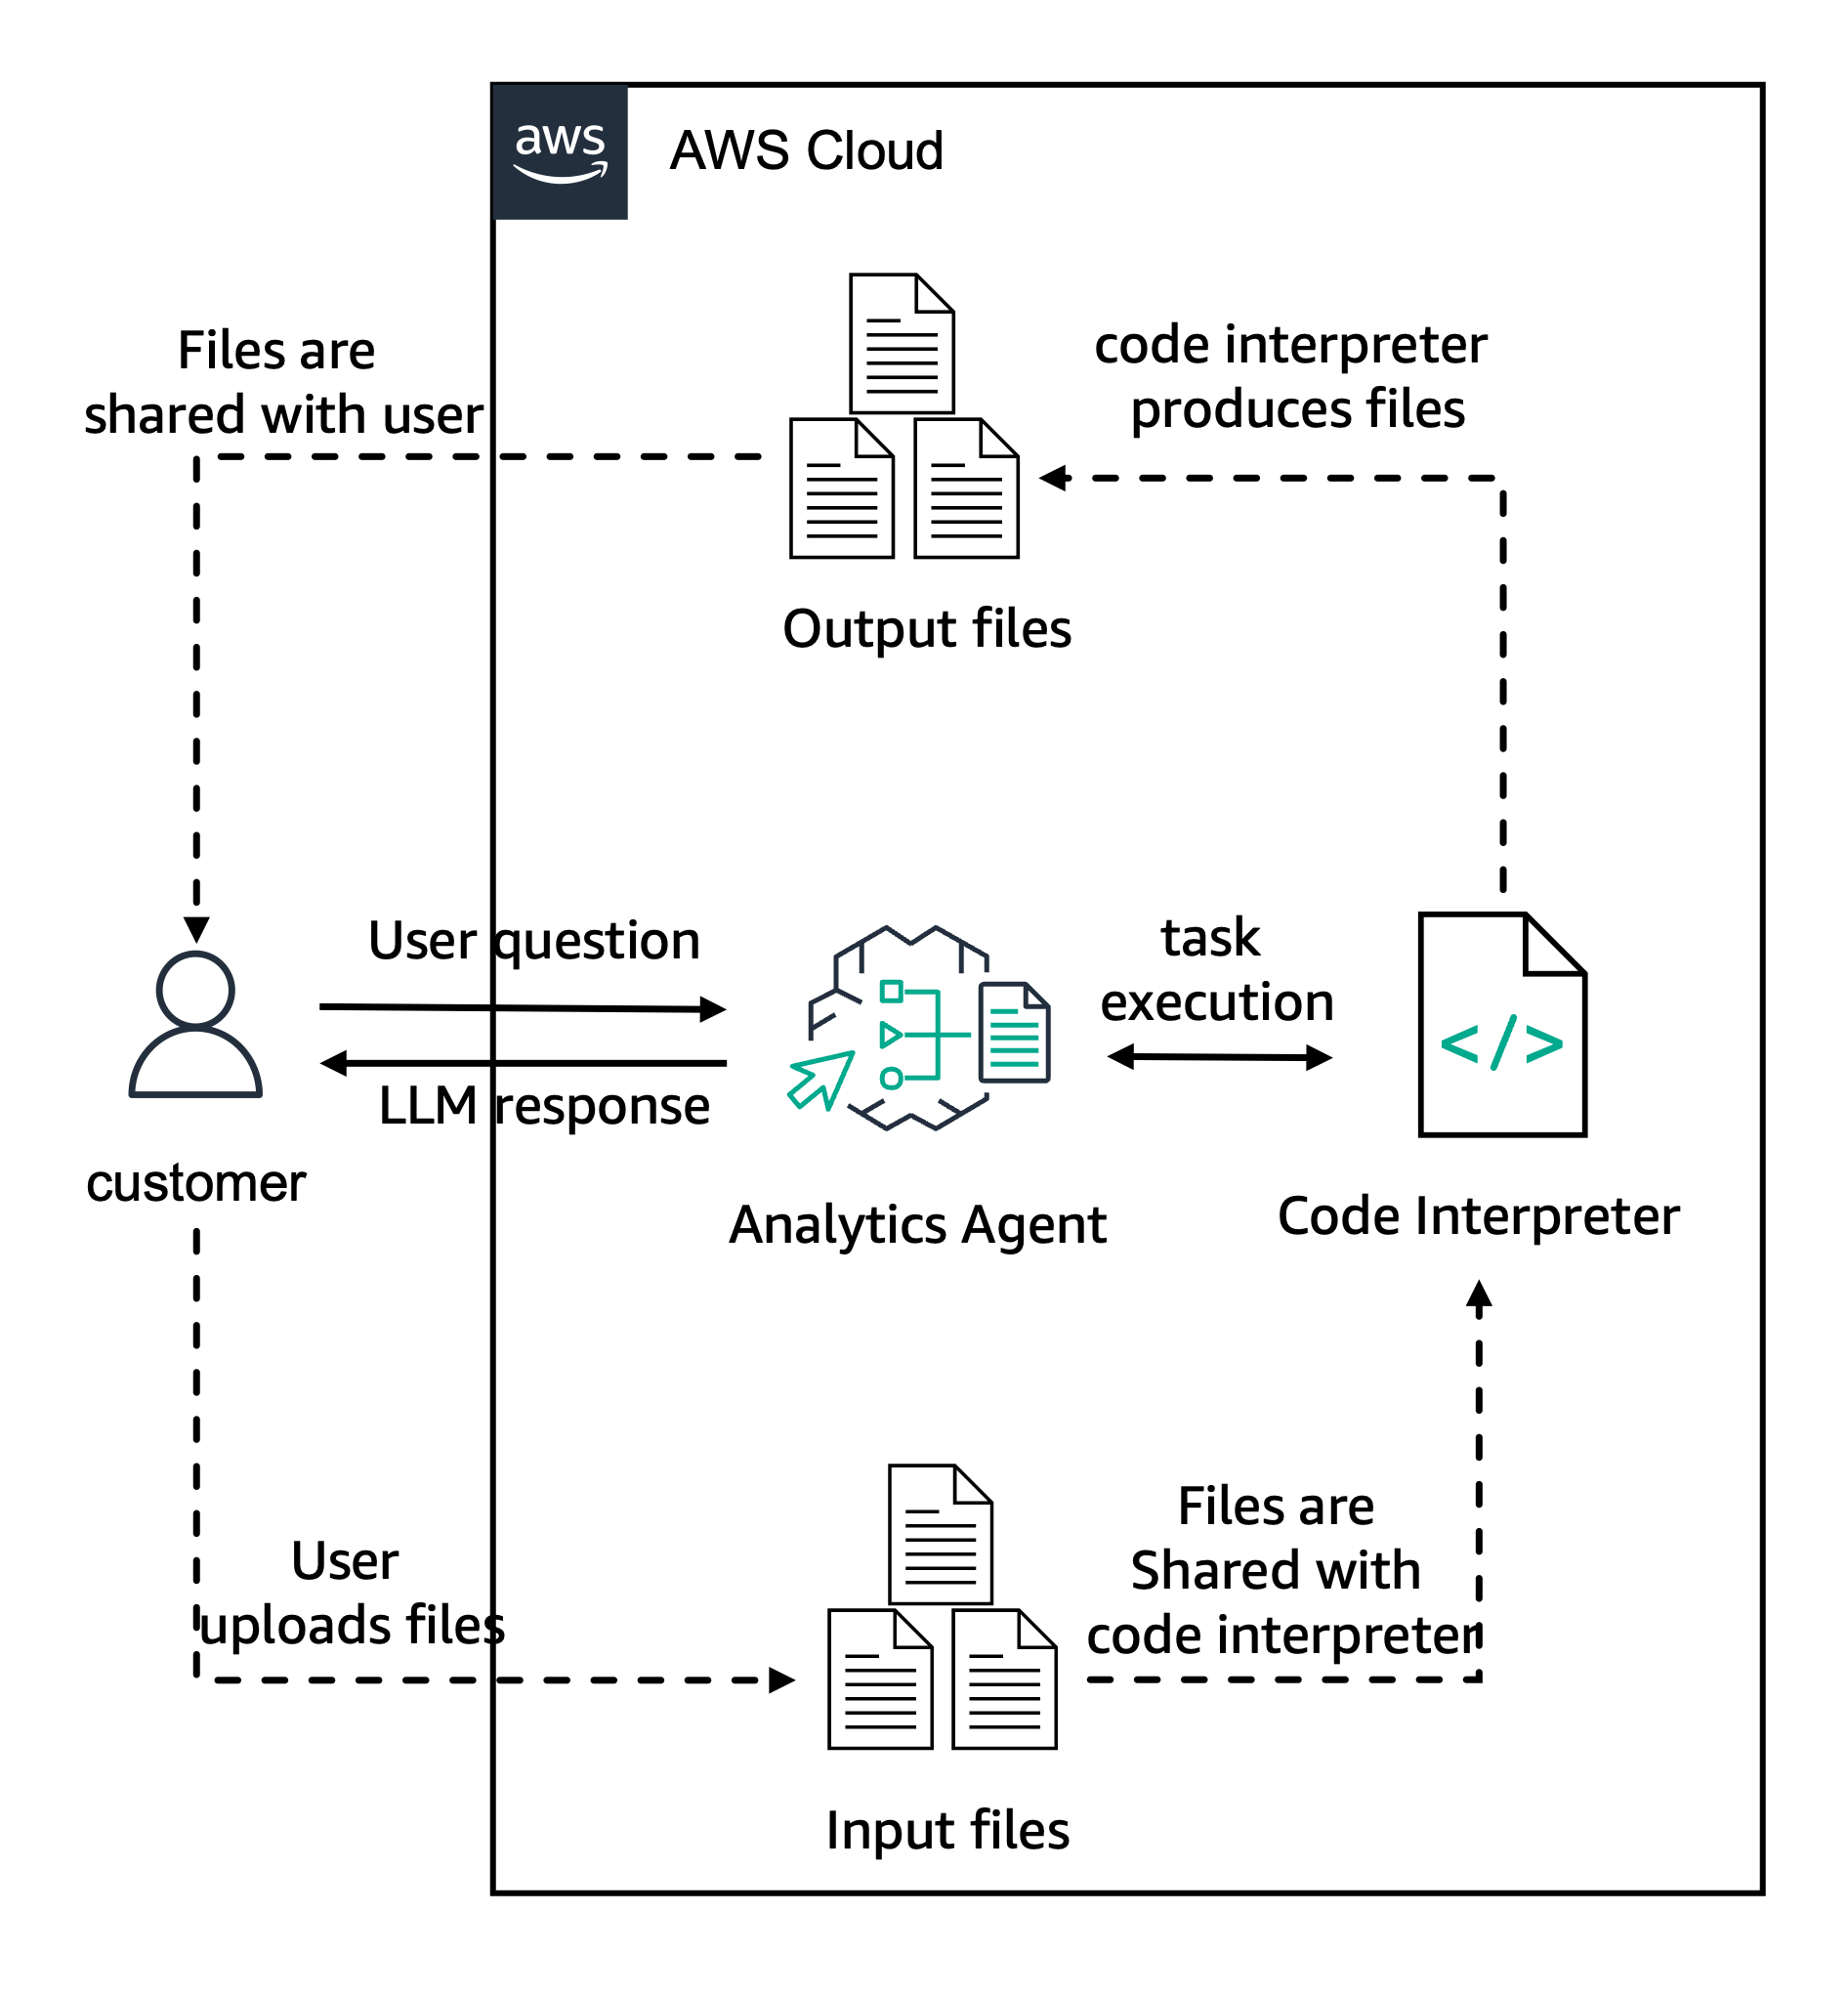 aws
AWS Cloud
Files are
shared with user
code interpreter
produces files
Output files
User question
task
execution
</>
LLM response
customer
Analytics Agent
Code Interpreter
User
uploads files
Files are
Shared with
code interpreter
Input files